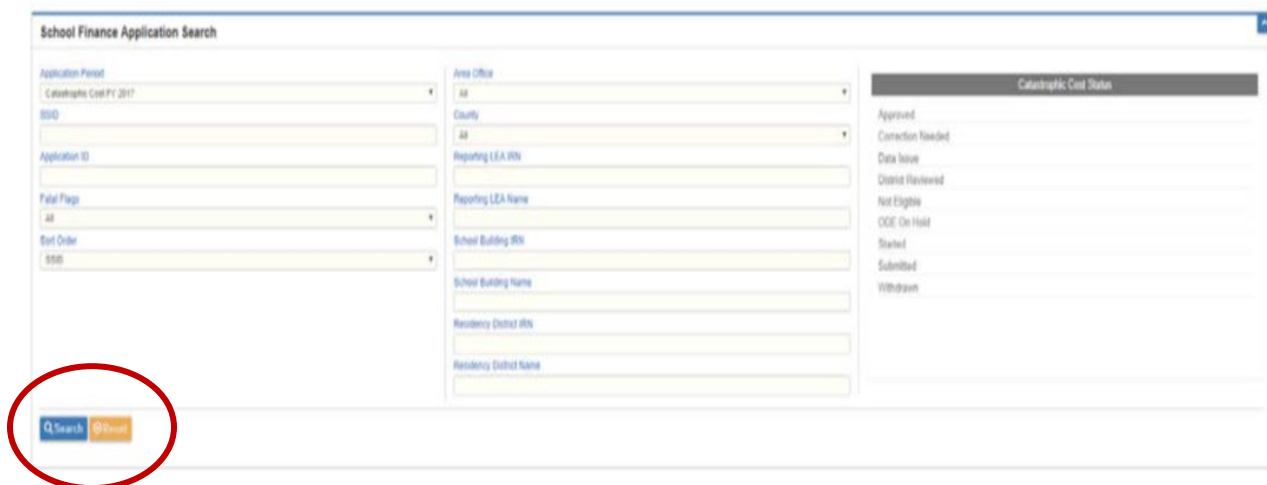 School Finance Application Search
Application Period
Catastrophic Cost FY 2017
SSID
Application ID
Fatal Flags
All
Sort Order
SSID
Area Office
All
County
All
Reporting LEA IRN
Reporting LEA Name
School Building IRN
School Building Name
Residency District IRN
Residency District Name
Catastrophic Cost Status
Approved
Correction Needed
Data Issue
District Reviewed
Not Eligible
ODE On Hold
Started
Submitted
Withdrawn
Search Reset